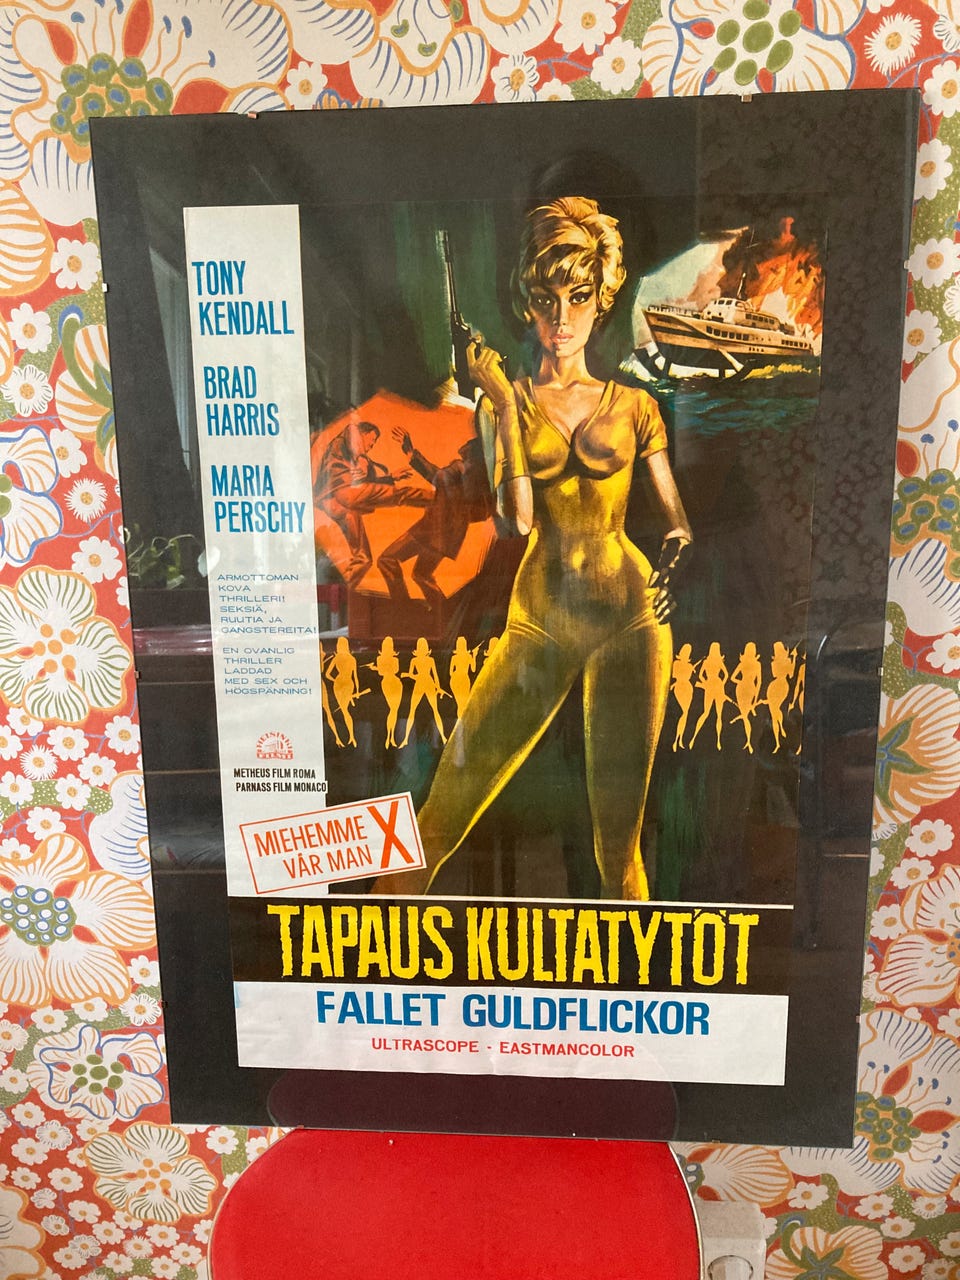 TONY
KENDALL
BRAD
HARRIS
MARIA
PERSCHY
ARMOTTOMAN
KOVA
THRILLERI!
SEKSIÄ,
RUUTIA JA
GANGSTEREITA!
EN OVANLIG
THRILLER
LADDAD
MED SEX OCH
HÖGSPÄNNING!
HELSINKI
METHEUS FILM ROMA
PARNASS FILM MONACO
MIEHEMME X
VÅR MAN
TAPAUS KULTATYTÖT
FALLET GULDFLICKOR
ULTRASCOPE - EASTMANCOLOR